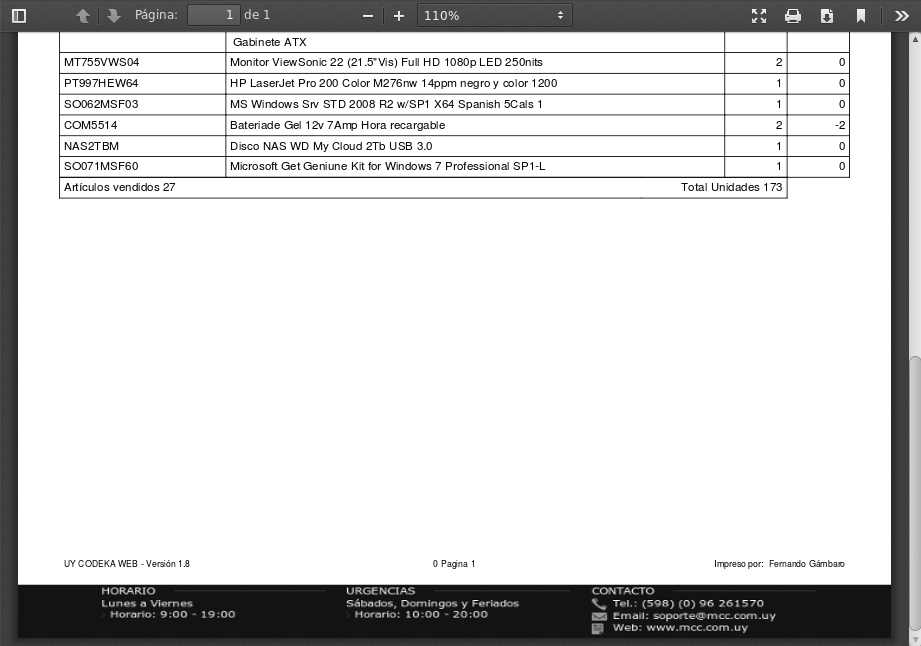 Página: 1 de 1 110%
Gabinete ATX
MT755VWS04 Monitor ViewSonic 22 (21.5"Vis) Full HD 1080p LED 250nits 2 0
PT997HEW64 HP LaserJet Pro 200 Color M276nw 14ppm negro y color 1200 1 0
SO062MSF03 MS Windows Srv STD 2008 R2 w/SP1 X64 Spanish 5Cals 1 1 0
COM5514 Bateriade Gel 12v 7Amp Hora recargable 2 -2
NAS2TBM Disco NAS WD My Cloud 2Tb USB 3.0 1 0
SO071MSF60 Microsoft Get Geniune Kit for Windows 7 Professional SP1-L 1 0
Artículos vendidos 27 Total Unidades 173
UY CODEKA WEB - Versión 1.8 0 Pagina 1 Impreso por: Fernando Gámbaro
HORARIO URGENCIAS CONTACTO
Lunes a Viernes Sábados, Domingos y Feriados Tel.: (598) (0) 96 261570
Horario: 9:00 - 19:00 Horario: 10:00 - 20:00 Email: soporte@mcc.com.uy
Web: www.mcc.com.uy